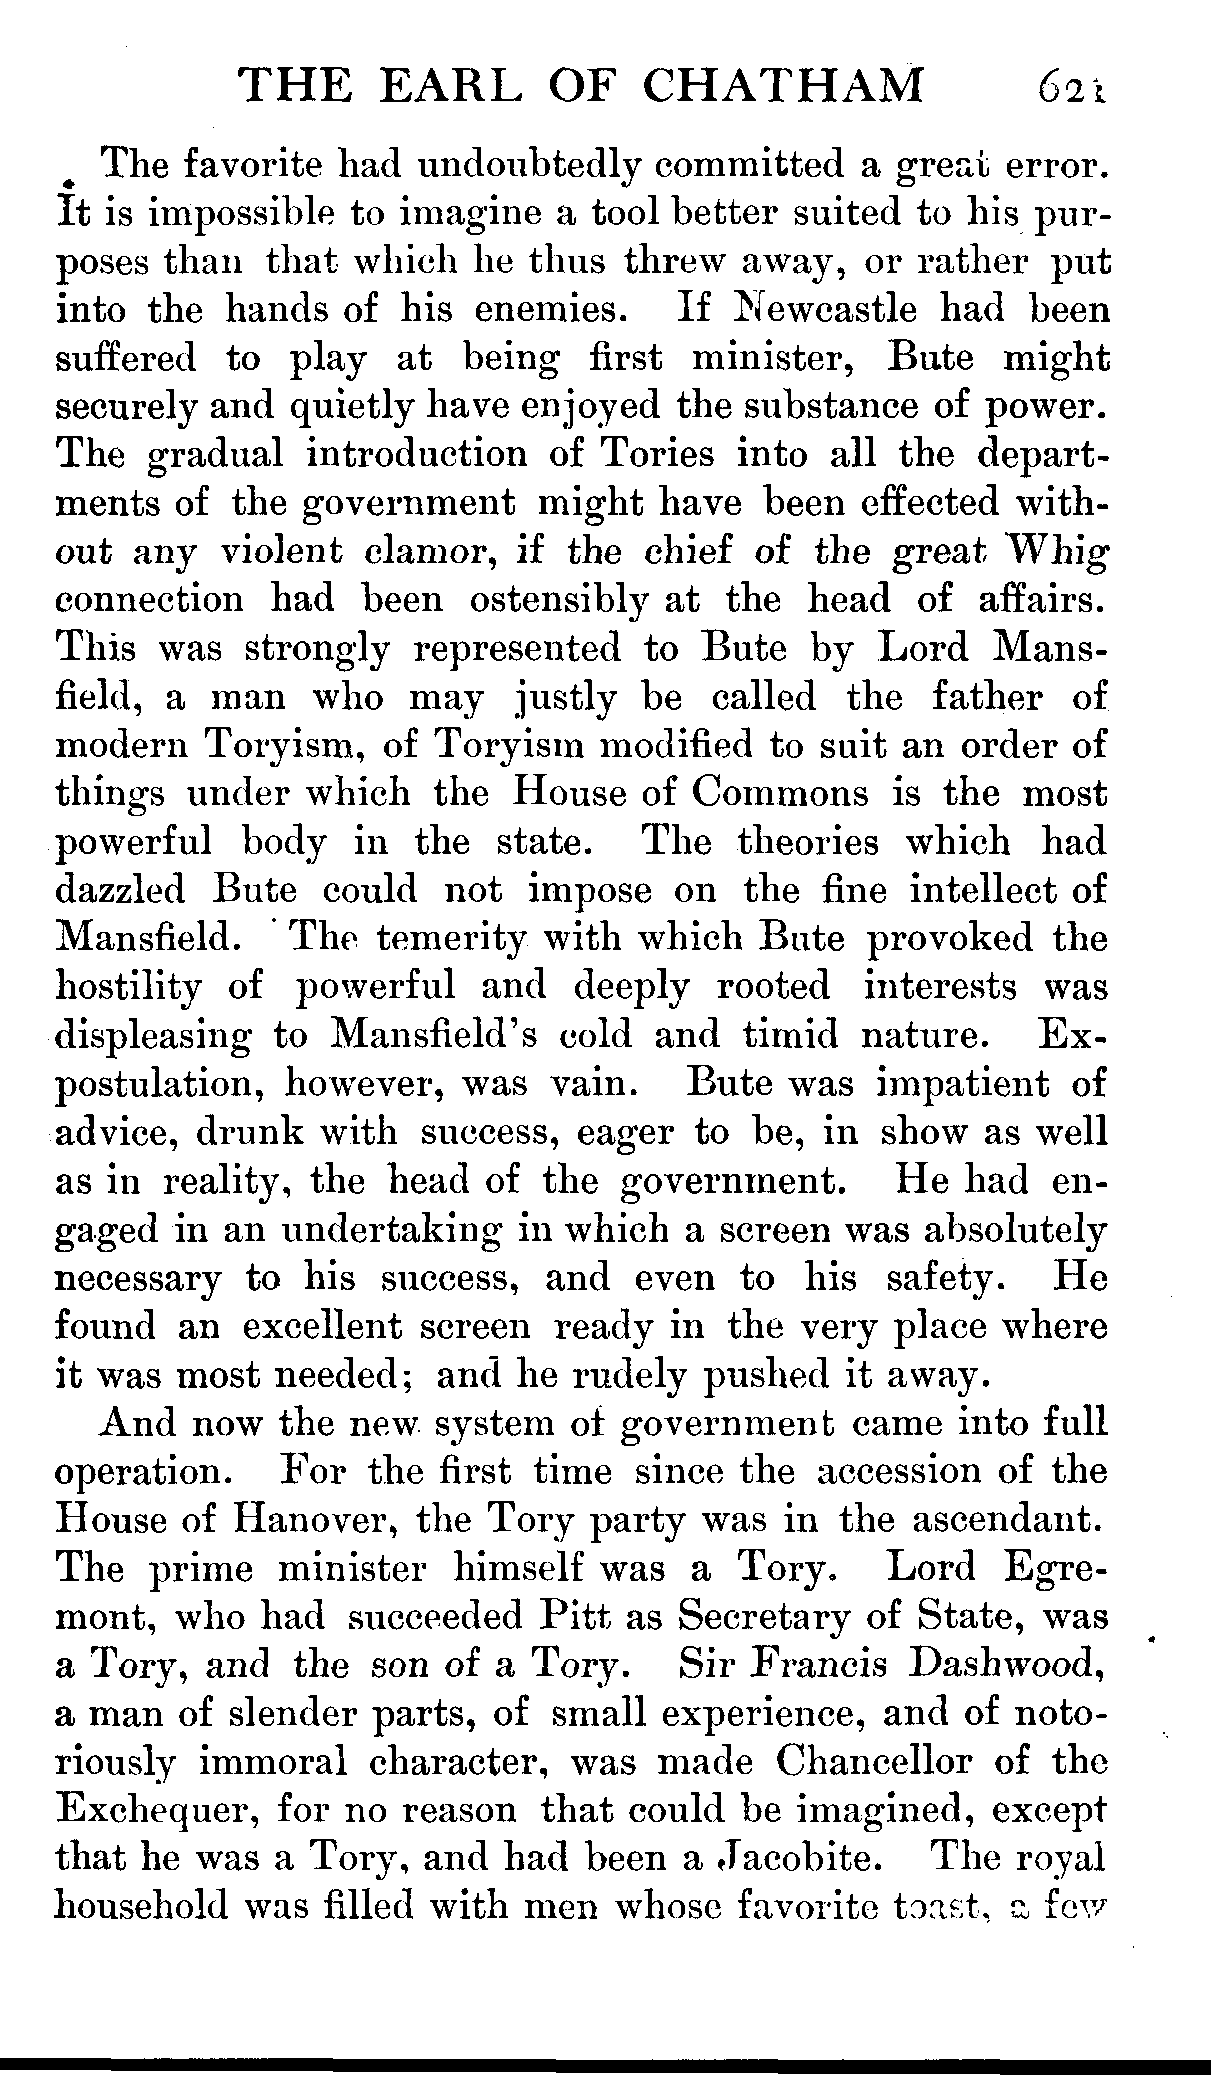 THE EARL OF CHATHAM 621
The favorite had undoubtedly committed a great error.
It is impossible to imagine a tool better suited to his pur-
poses than that which he thus threw away, or rather put
into the hands of his enemies. If Newcastle had been
suffered to play at being first minister, Bute might
securely and quietly have enjoyed the substance of power.
The gradual introduction of Tories into all the depart-
ments of the government might have been effected with-
out any violent clamor, if the chief of the great Whig
connection had been ostensibly at the head of affairs.
This was strongly represented to Bute by Lord Mans-
field, a man who may justly be called the father of
modern Toryism, of Toryism modified to suit an order of
things under which the House of Commons is the most
powerful body in the state. The theories which had
dazzled Bute could not impose on the fine intellect of
Mansfield. The temerity with which Bute provoked the
hostility of powerful and deeply rooted interests was
displeasing to Mansfield's cold and timid nature. Ex-
postulation, however, was vain. Bute was impatient of
advice, drunk with success, eager to be, in show as well
as in reality, the head of the government. He had en-
gaged in an undertaking in which a screen was absolutely
necessary to his success, and even to his safety. He
found an excellent screen ready in the very place where
it was most needed; and he rudely pushed it away.
And now the new system of government came into full
operation. For the first time since the accession of the
House of Hanover, the Tory party was in the ascendant.
The prime minister himself was a Tory. Lord Egre-
mont, who had succeeded Pitt as Secretary of State, was
a Tory, and the son of a Tory. Sir Francis Dashwood,
a man of slender parts, of small experience, and of noto-
riously immoral character, was made Chancellor of the
Exchequer, for no reason that could be imagined, except
that he was a Tory, and had been a Jacobite. The royal
household was filled with men whose favorite toast, a few